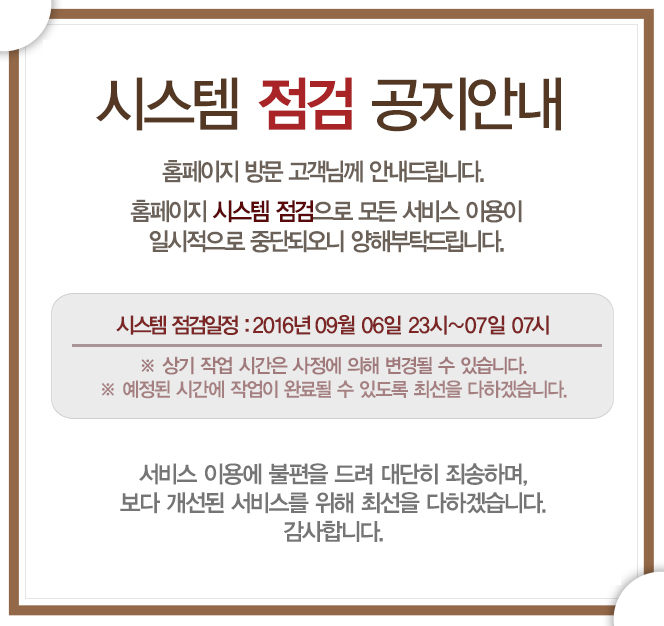 시스템 점검 공지안내
홈페이지 방문 고객님께 안내드립니다.
홈페이지 시스템 점검으로 모든 서비스 이용이
일시적으로 중단되오니 양해부탁드립니다.
시스템 점검일정 : 2016년 09월 06일 23시~07일 07시
※ 상기 작업 시간은 사정에 의해 변경될 수 있습니다.
※ 예정된 시간에 작업이 완료될 수 있도록 최선을 다하겠습니다.
서비스 이용에 불편을 드려 대단히 죄송하며,
보다 개선된 서비스를 위해 최선을 다하겠습니다.
감사합니다.